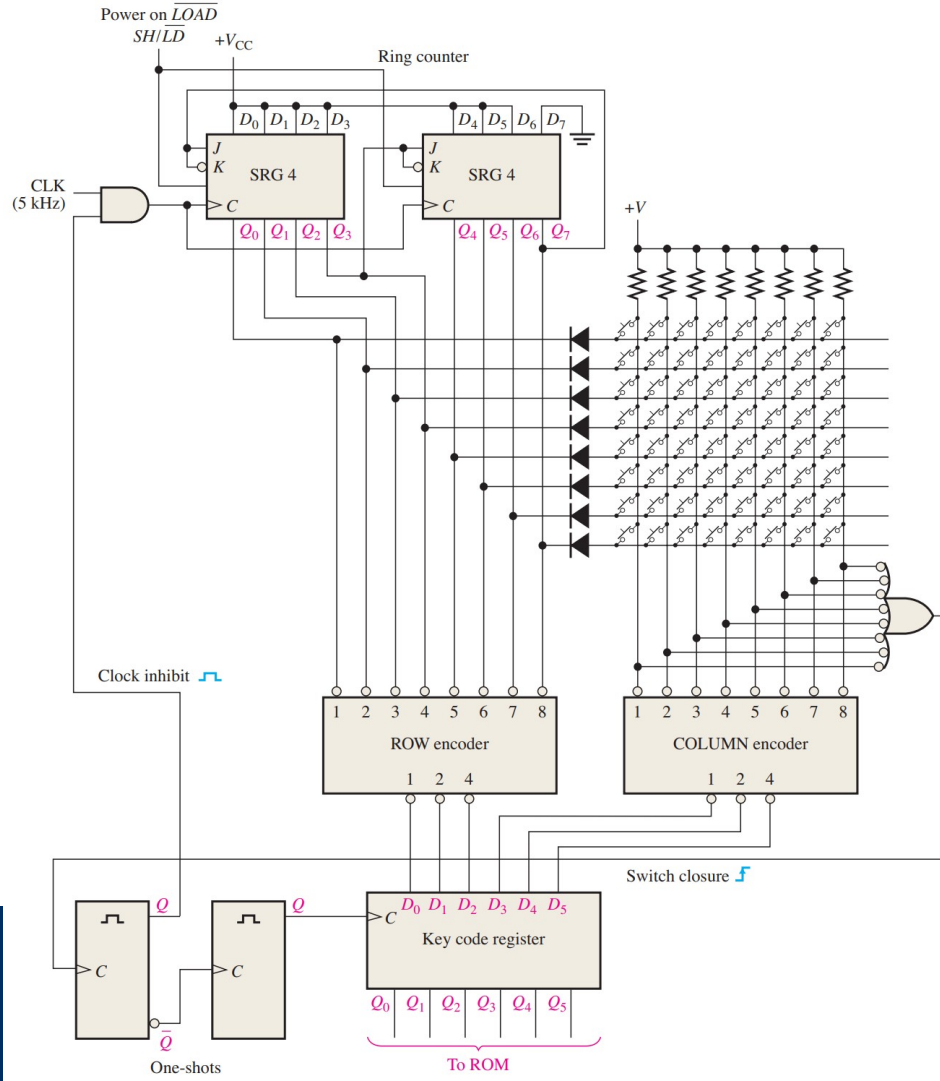 Power on LOAD
SH/LD
+VCC
Ring counter
D0 D1 D2 D3
D4 D5 D6 D7
J
K
SRG 4
C
J
K
SRG 4
C
CLK
(5 kHz)
Q0 Q1 Q2 Q3
Q4 Q5 Q6 Q7
+V
Clock inhibit
1 2 3 4 5 6 7 8
ROW encoder
1 2 4
1 2 3 4 5 6 7 8
COLUMN encoder
1 2 4
Switch closure
Q
C
Q
Q
C
One-shots
C
D0 D1 D2 D3 D4 D5
Key code register
Q0 Q1 Q2 Q3 Q4 Q5
To ROM